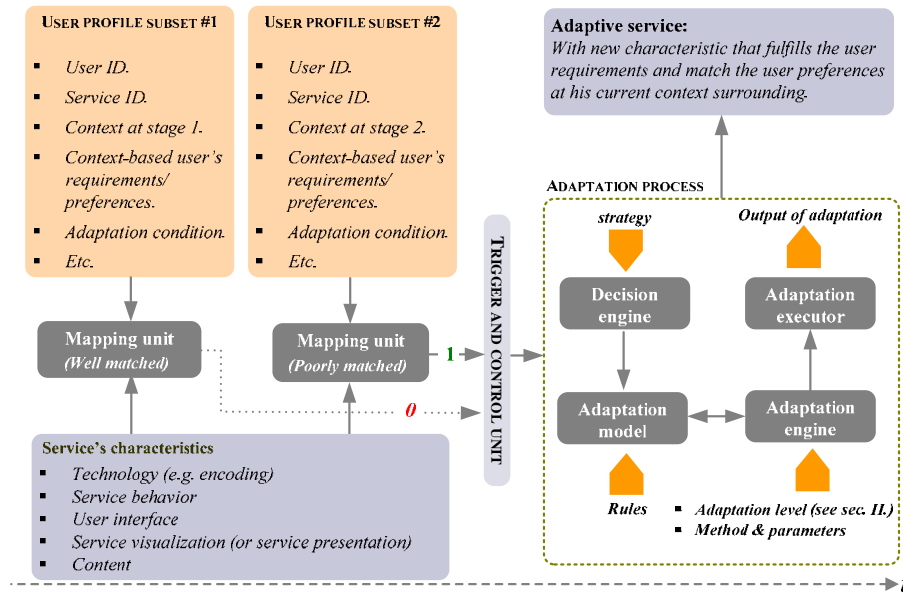 USER PROFILE SUBSET #1
User ID.
Service ID.
Context at stage 1.
Context-based user's
requirements/
preferences.
Adaptation condition.
Etc.
USER PROFILE SUBSET #2
User ID.
Service ID.
Context at stage 2.
Context-based user's
requirements/
preferences.
Adaptation condition.
Etc.
Adaptive service:
With new characteristic that fulfills the user
requirements and match the user preferences
at his current context surrounding.
Mapping unit
(Well matched)
Mapping unit
(Poorly matched)
1
0
TRIGGER AND CONTROL UNIT
ADAPTATION PROCESS
strategy
Output of adaptation
Decision
engine
Adaptation
executor
Adaptation
model
Adaptation
engine
Rules
Adaptation level (see sec. II.)
Method & parameters
Service's characteristics
Technology (e.g. encoding)
Service behavior
User interface
Service visualization (or service presentation)
Content
t